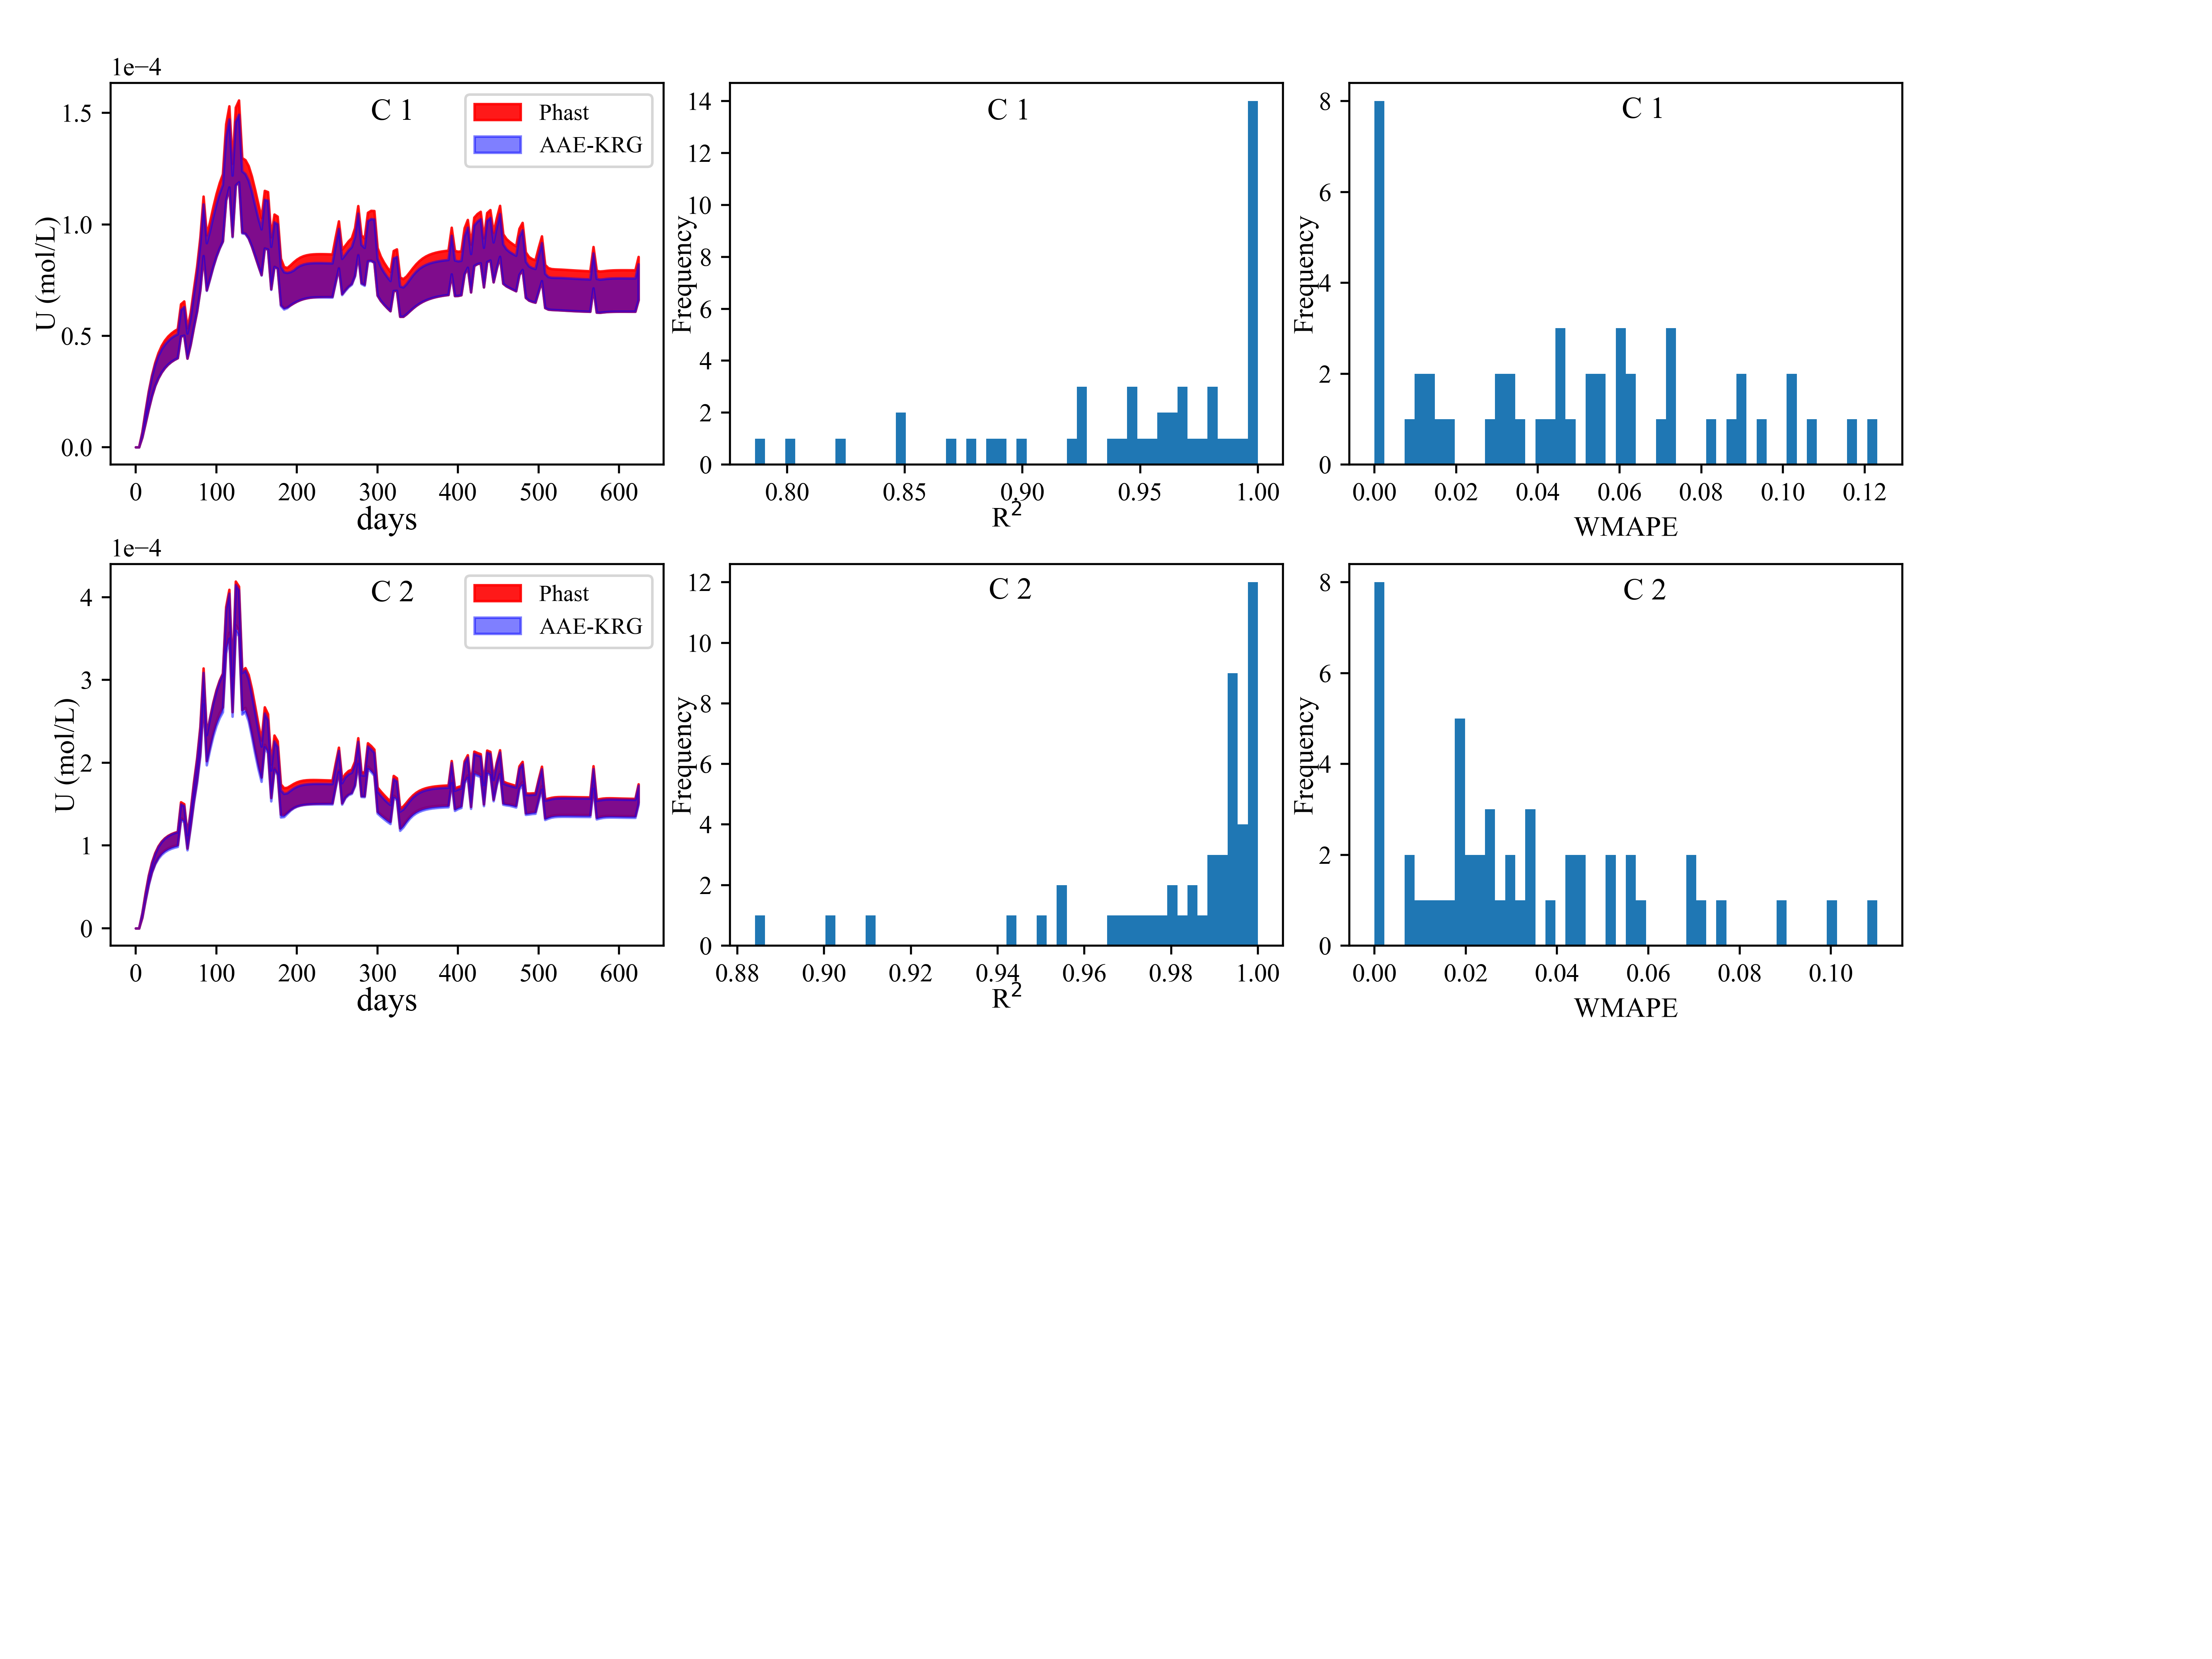 1e−4
C 1
Phast
AAE-KRG
U (mol/L)
1.5
1.0
0.5
0.0
0 100 200 300 400 500 600
days
C 1
Frequency
14
12
10
8
6
4
2
0
0.80 0.85 0.90 0.95 1.00
R²
C 1
Frequency
8
6
4
2
0
0.00 0.02 0.04 0.06 0.08 0.10 0.12
WMAPE
1e−4
C 2
Phast
AAE-KRG
U (mol/L)
4
3
2
1
0
0 100 200 300 400 500 600
days
C 2
Frequency
12
10
8
6
4
2
0
0.88 0.90 0.92 0.94 0.96 0.98 1.00
R²
C 2
Frequency
8
6
4
2
0
0.00 0.02 0.04 0.06 0.08 0.10
WMAPE